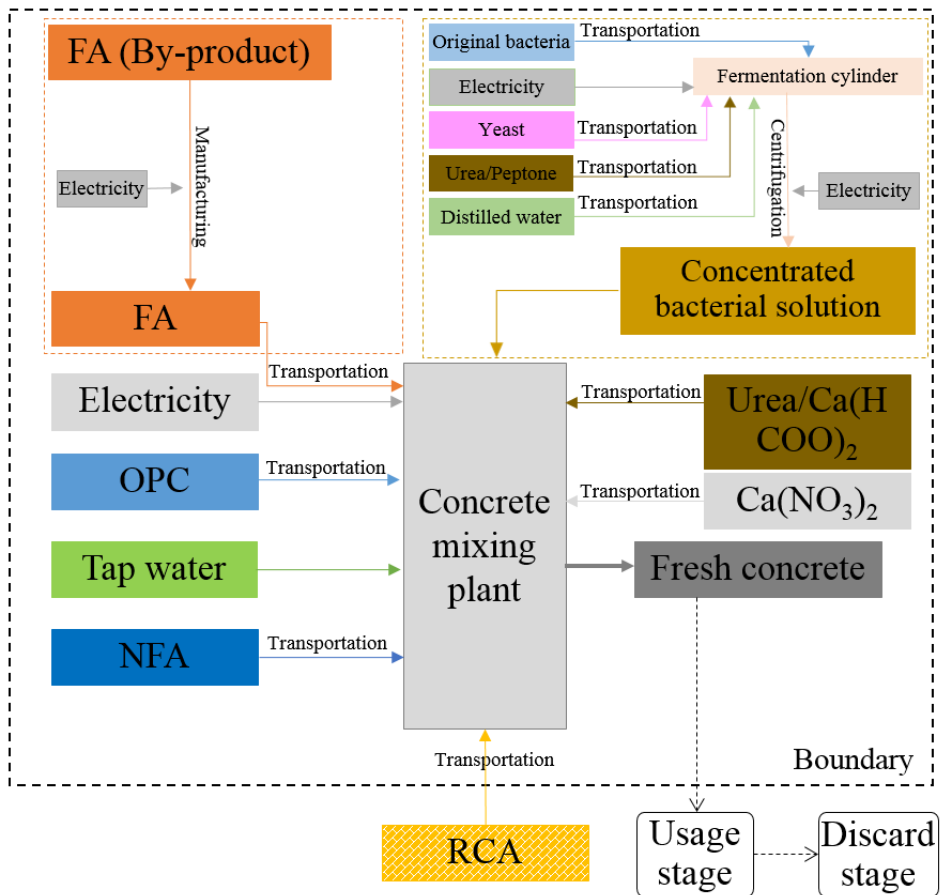 FA (By-product)
Manufacturing
Electricity
FA
Transportation
Original bacteria
Transportation
Fermentation cylinder
Electricity
Yeast
Transportation
Urea/Peptone
Transportation
Distilled water
Transportation
Centrifugation
Electricity
Concentrated
bacterial solution
Electricity
OPC
Transportation
Tap water
NFA
Transportation
Concrete
mixing
plant
Transportation
Urea/Ca(H
COO)₂
Transportation
Ca(NO₃)₂
Fresh concrete
Transportation
Boundary
RCA
Usage
stage
Discard
stage